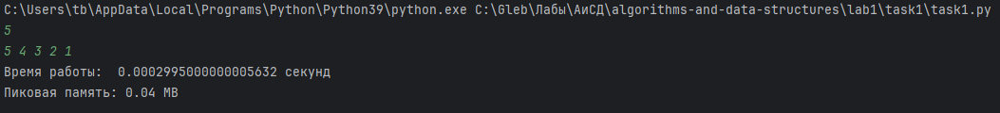 C:\Users\tb\AppData\Local\Programs\Python\Python39\python.exe C:\Gleb\Лабы\АиСД\algorithms-and-data-structures\lab1\task1\task1.py
5
5 4 3 2 1
Время работы:  0.0002995000000005632 секунд
Пиковая память: 0.04 MB